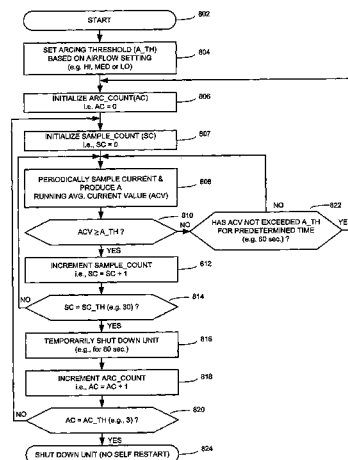 START
802
SET ARCING THRESHOLD (A_TH)
BASED ON AIRFLOW SETTING
(e.g. HI, MED or LO)
804
INITIALIZE ARC_COUNT(AC)
i.e. AC = 0
806
INITIALIZE SAMPLE_COUNT (SC)
i.e., SC = 0
807
PERIODICALLY SAMPLE CURRENT &
PRODUCE A
RUNNING AVG. CURRENT VALUE (ACV)
808
810
ACV ≥ A_TH ?
NO
NO
822
HAS ACV NOT EXCEEDED A_TH
FOR PREDETERMINED TIME
(e.g. 60 sec.) ?
YES
INCREMENT SAMPLE_COUNT
i.e., SC = SC + 1
612
NO
SC = SC_TH (e.g. 30) ?
814
YES
TEMPORARILY SHUT DOWN UNIT
(e.g., for 80 sec.)
816
INCREMENT ARC_COUNT
i.e., AC = AC + 1
818
NO
AC = AC_TH (e.g., 3) ?
820
YES
SHUT DOWN UNIT (NO SELF RESTART)
824